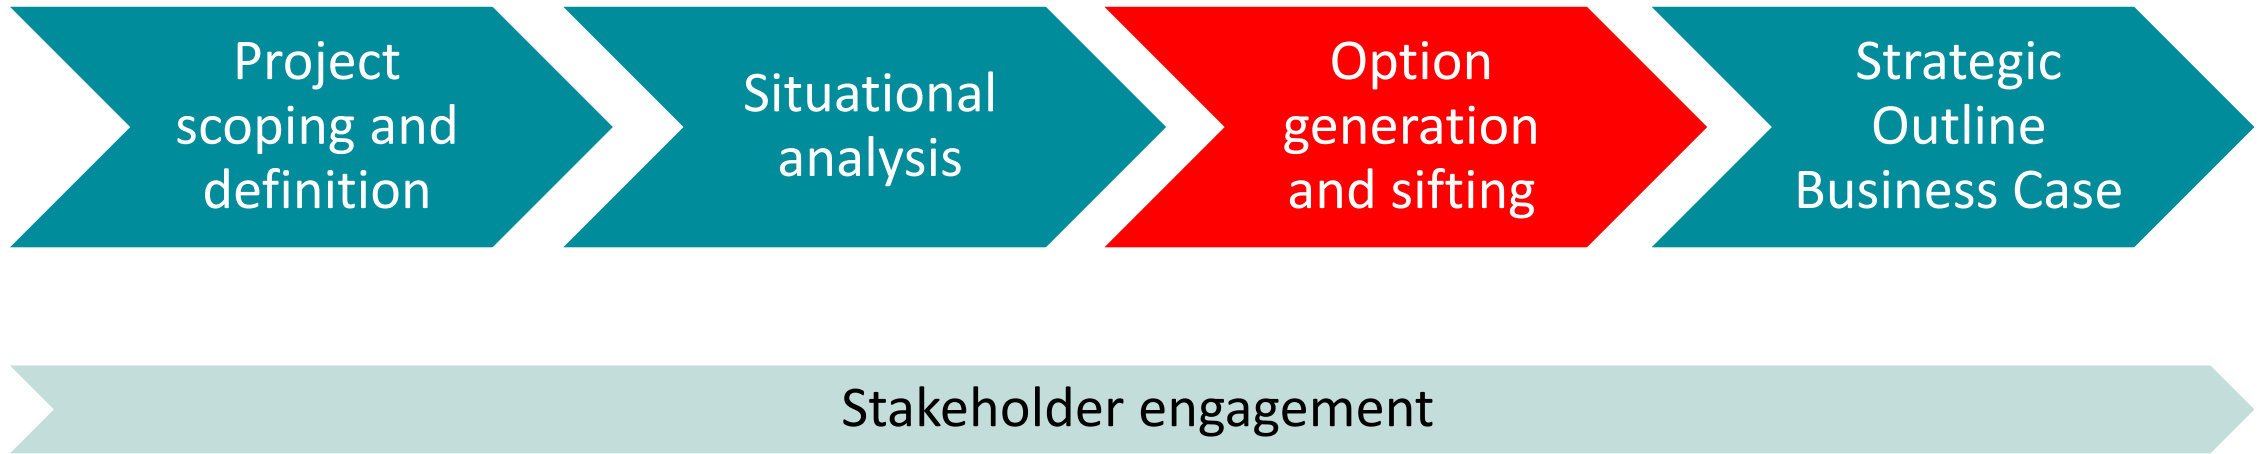 Project
scoping and
definition
Situational
analysis
Option
generation
and sifting
Strategic
Outline
Business Case
Stakeholder engagement